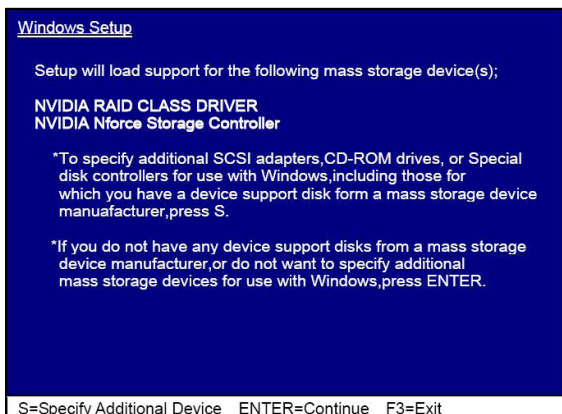 Windows Setup
Setup will load support for the following mass storage device(s);
NVIDIA RAID CLASS DRIVER
NVIDIA Nforce Storage Controller
*To specify additional SCSI adapters,CD-ROM drives, or Special
disk controllers for use with Windows,including those for
which you have a device support disk form a mass storage device
manuafacturer,press S.
*If you do not have any device support disks from a mass storage
device manufacturer,or do not want to specify additional
mass storage devices for use with Windows,press ENTER.
S=Specify Additional Device ENTER=Continue F3=Exit